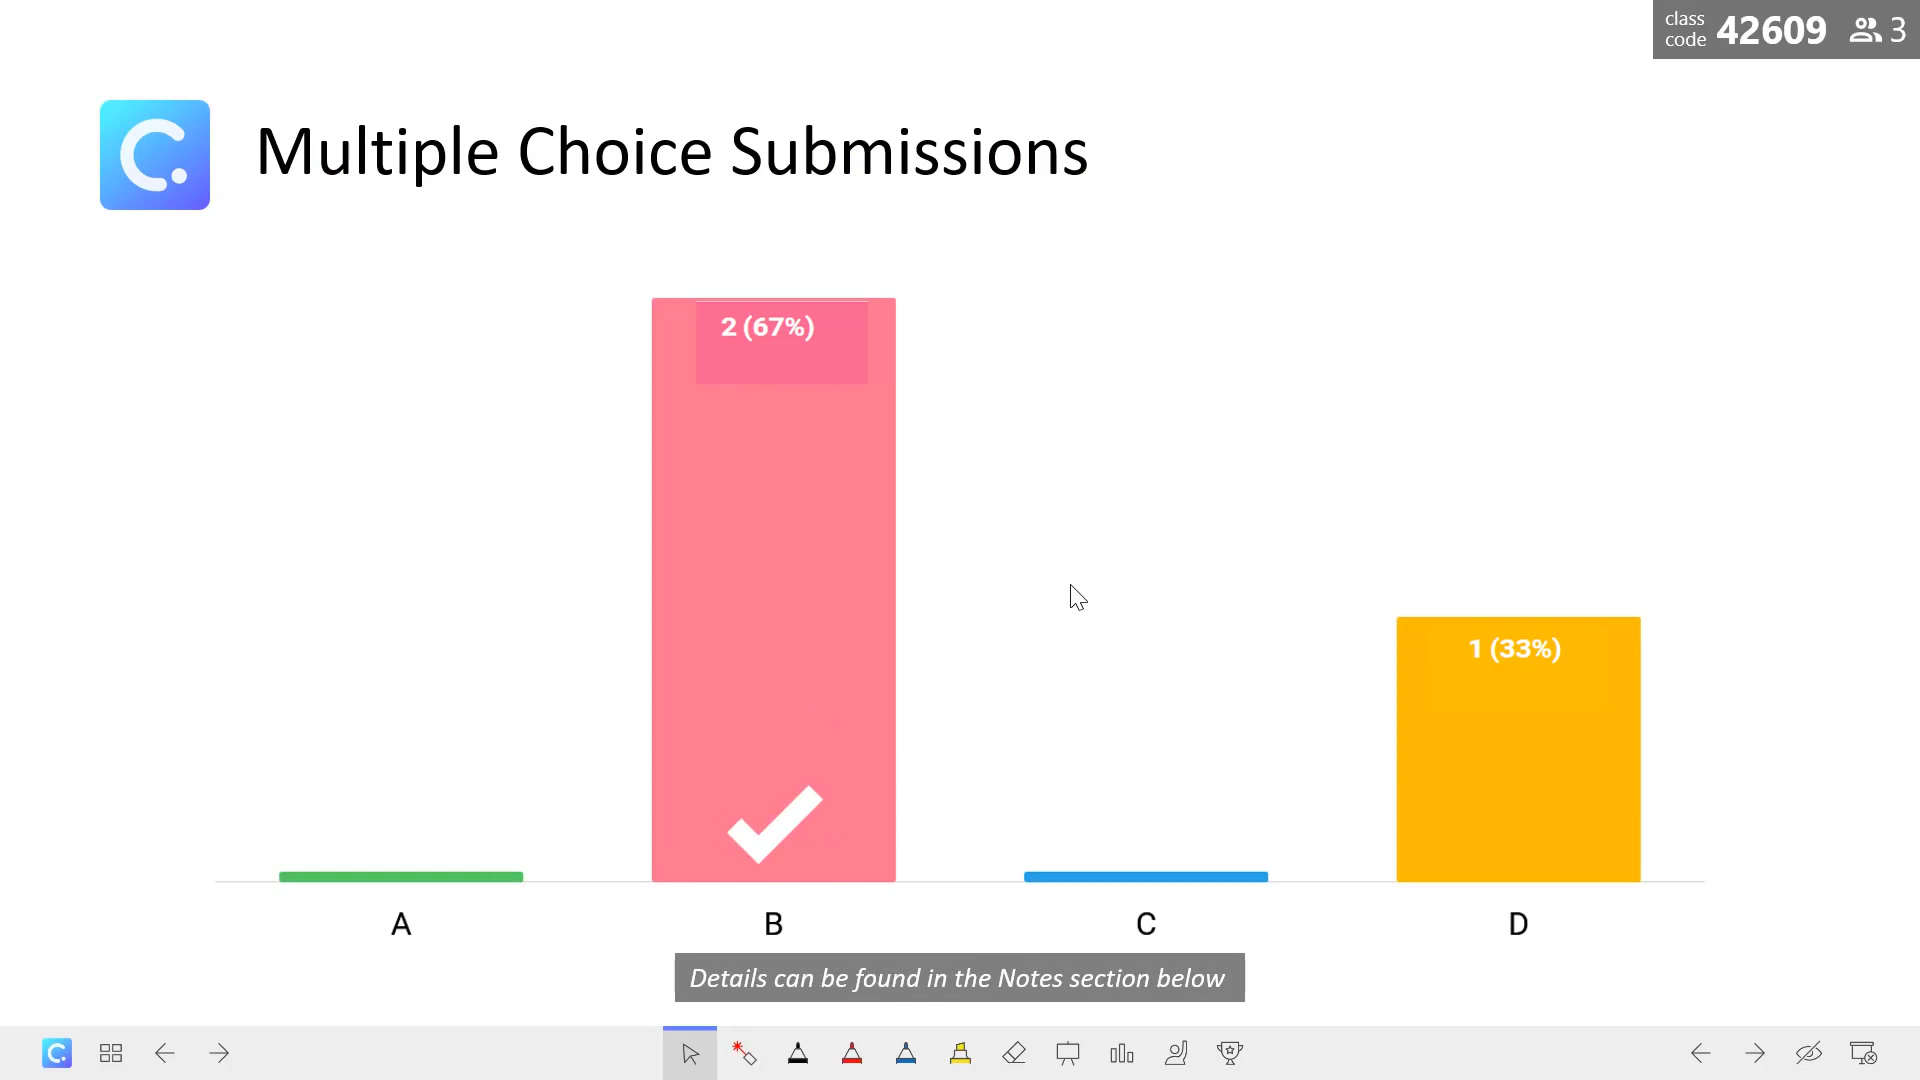 class
code 42609 3
Multiple Choice Submissions
2 (67%)
1 (33%)
A B C D
Details can be found in the Notes section below